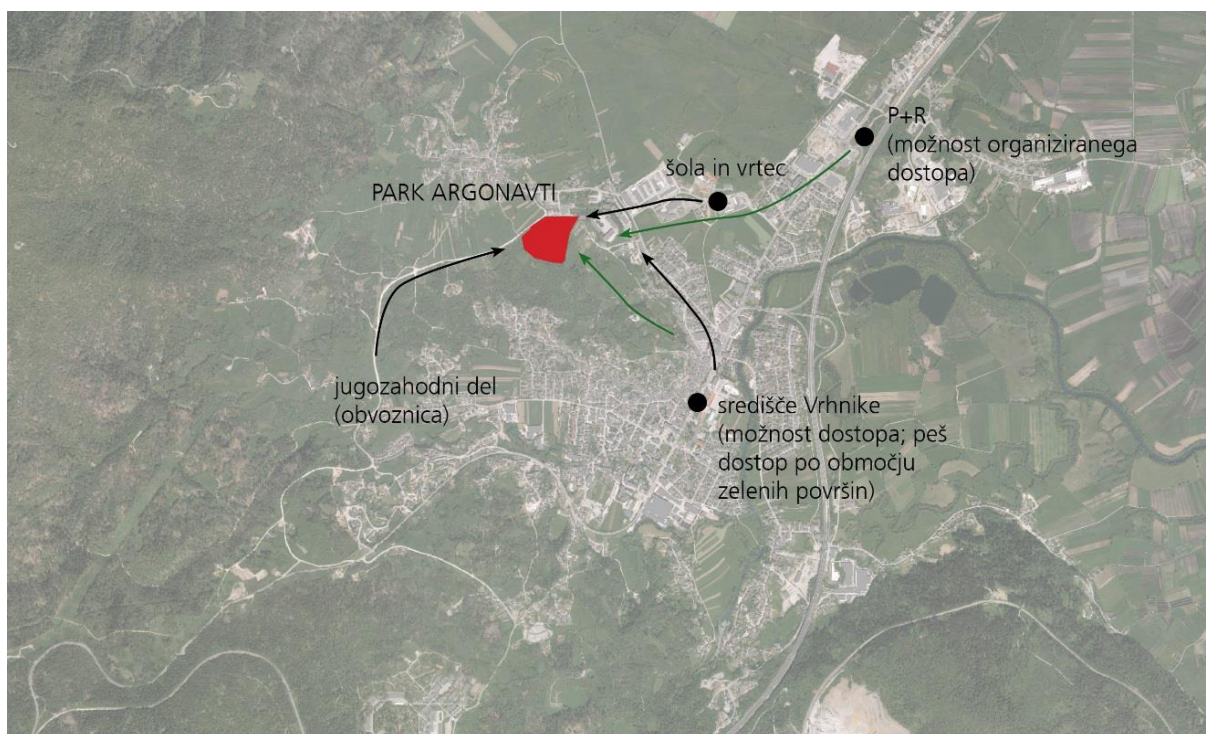 P+R
(možnost organiziranega
dostopa)
šola in vrtec
PARK ARGONAVTI
jugozahodni del
(obvoznica)
središče Vrhnike
(možnost dostopa; peš
dostop po območju
zelenih površin)